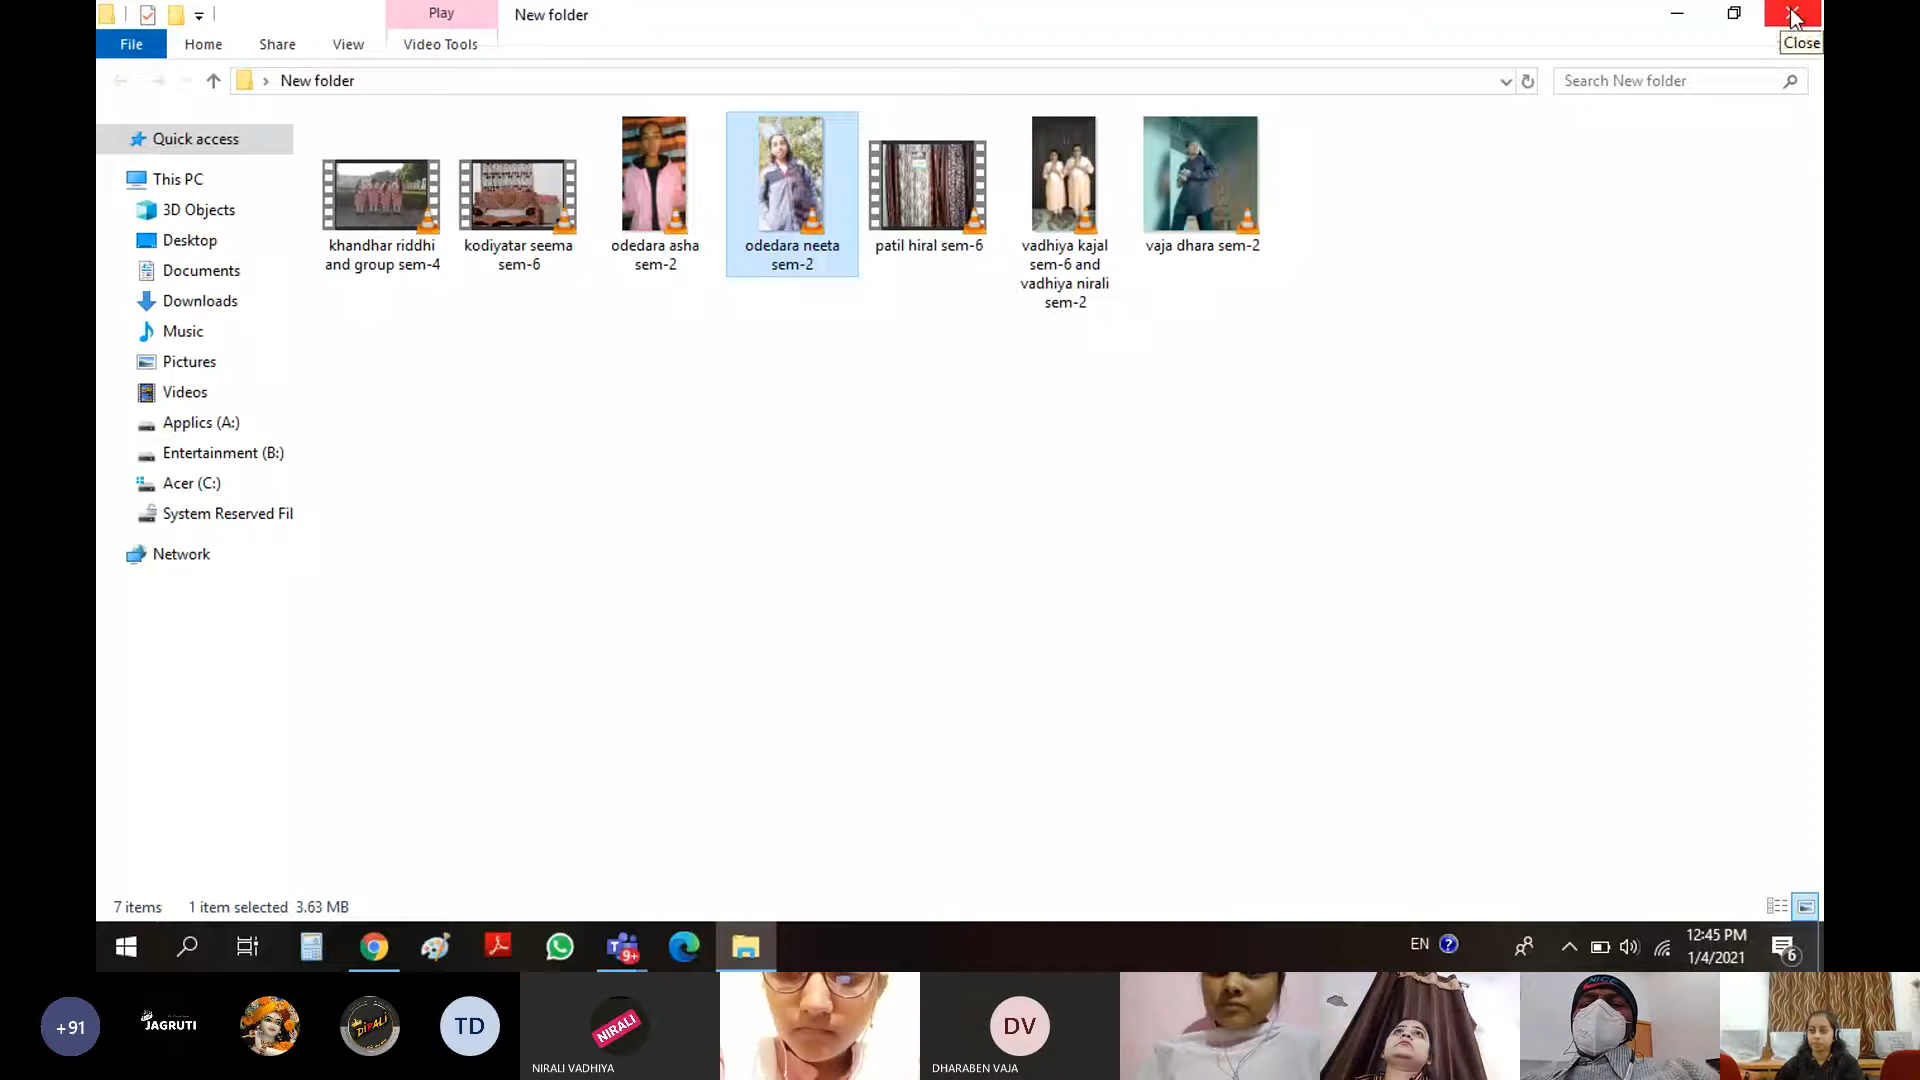 Play
New folder
Close
File
Home
Share
View
Video Tools
New folder
Search New folder
Quick access
This PC
3D Objects
Desktop
Documents
Downloads
Music
Pictures
Videos
Applics (A:)
Entertainment (B:)
Acer (C:)
System Reserved Fil
Network
khandhar riddhi
and group sem-4
kodiyatar seema
sem-6
odedara asha
sem-2
odedara neeta
sem-2
patil hiral sem-6
vadhiya kajal
sem-6 and
vadhiya nirali
sem-2
vaja dhara sem-2
7 items
1 item selected 3.63 MB
9+
EN
12:45 PM
1/4/2021
6
+91
JAGRUTI
DIPALI
TD
NIRALI
NIRALI VADHIYA
DV
DHARABEN VAJA
NICE